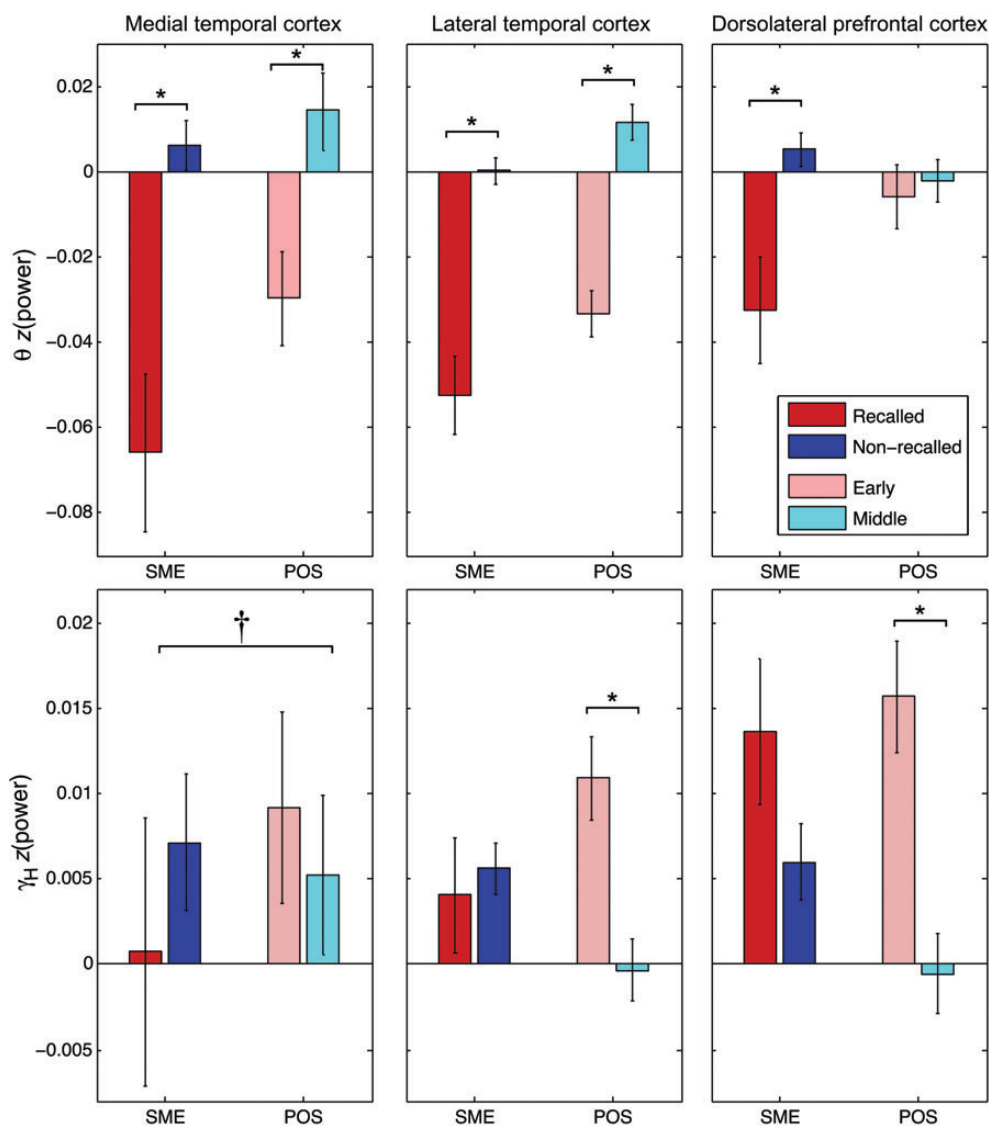 Medial temporal cortex Lateral temporal cortex Dorsolateral prefrontal cortex
θ z(power)
0.02
0
−0.02
−0.04
−0.06
−0.08
* * * * *
Recalled
Non−recalled
Early
Middle
SME POS SME POS SME POS
γH z(power)
0.02
0.015
0.01
0.005
0
−0.005
† * *
SME POS SME POS SME POS